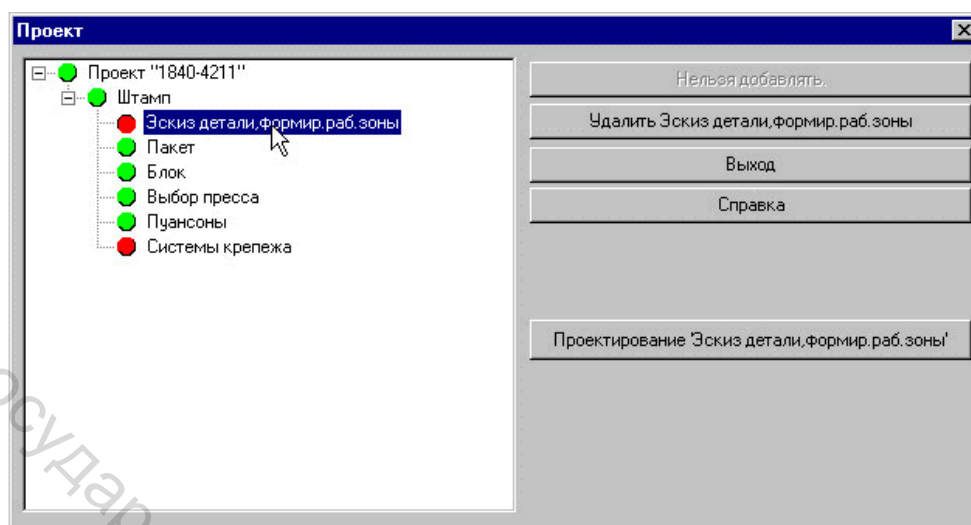 Проект
Проект "1840-4211"
Штамп
Эскиз детали,формир.раб.зоны
Пакет
Блок
Выбор пресса
Пуансоны
Системы крепежа
Нельзя добавлять.
Удалить Эскиз детали,формир.раб.зоны
Выход
Справка
Проектирование 'Эскиз детали,формир.раб.зоны'